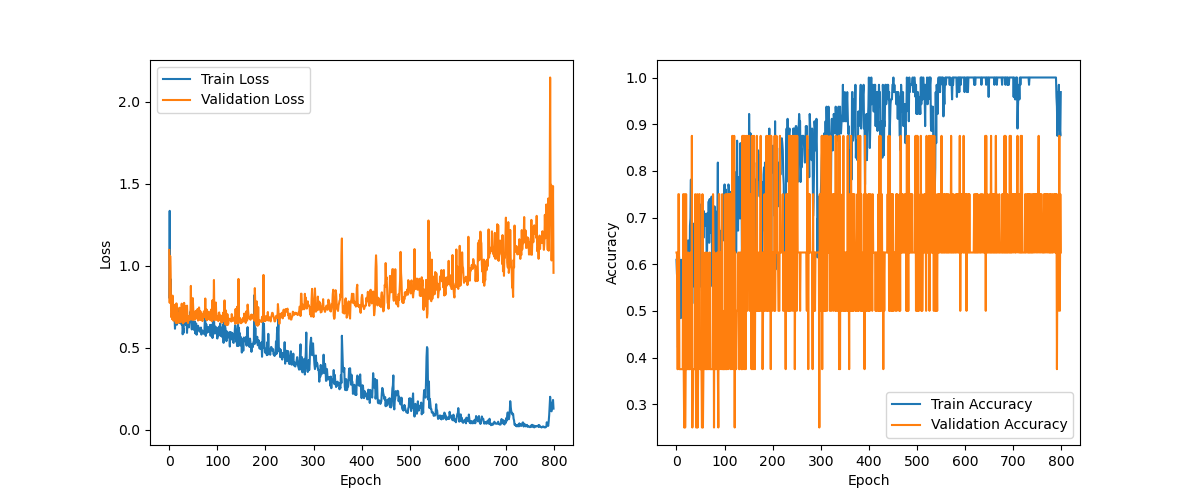 Train Loss
Validation Loss
2.0
1.5
1.0
0.5
0.0
Loss
0 100 200 300 400 500 600 700 800
Epoch
1.0
0.9
0.8
0.7
0.6
0.5
0.4
0.3
Accuracy
Train Accuracy
Validation Accuracy
0 100 200 300 400 500 600 700 800
Epoch